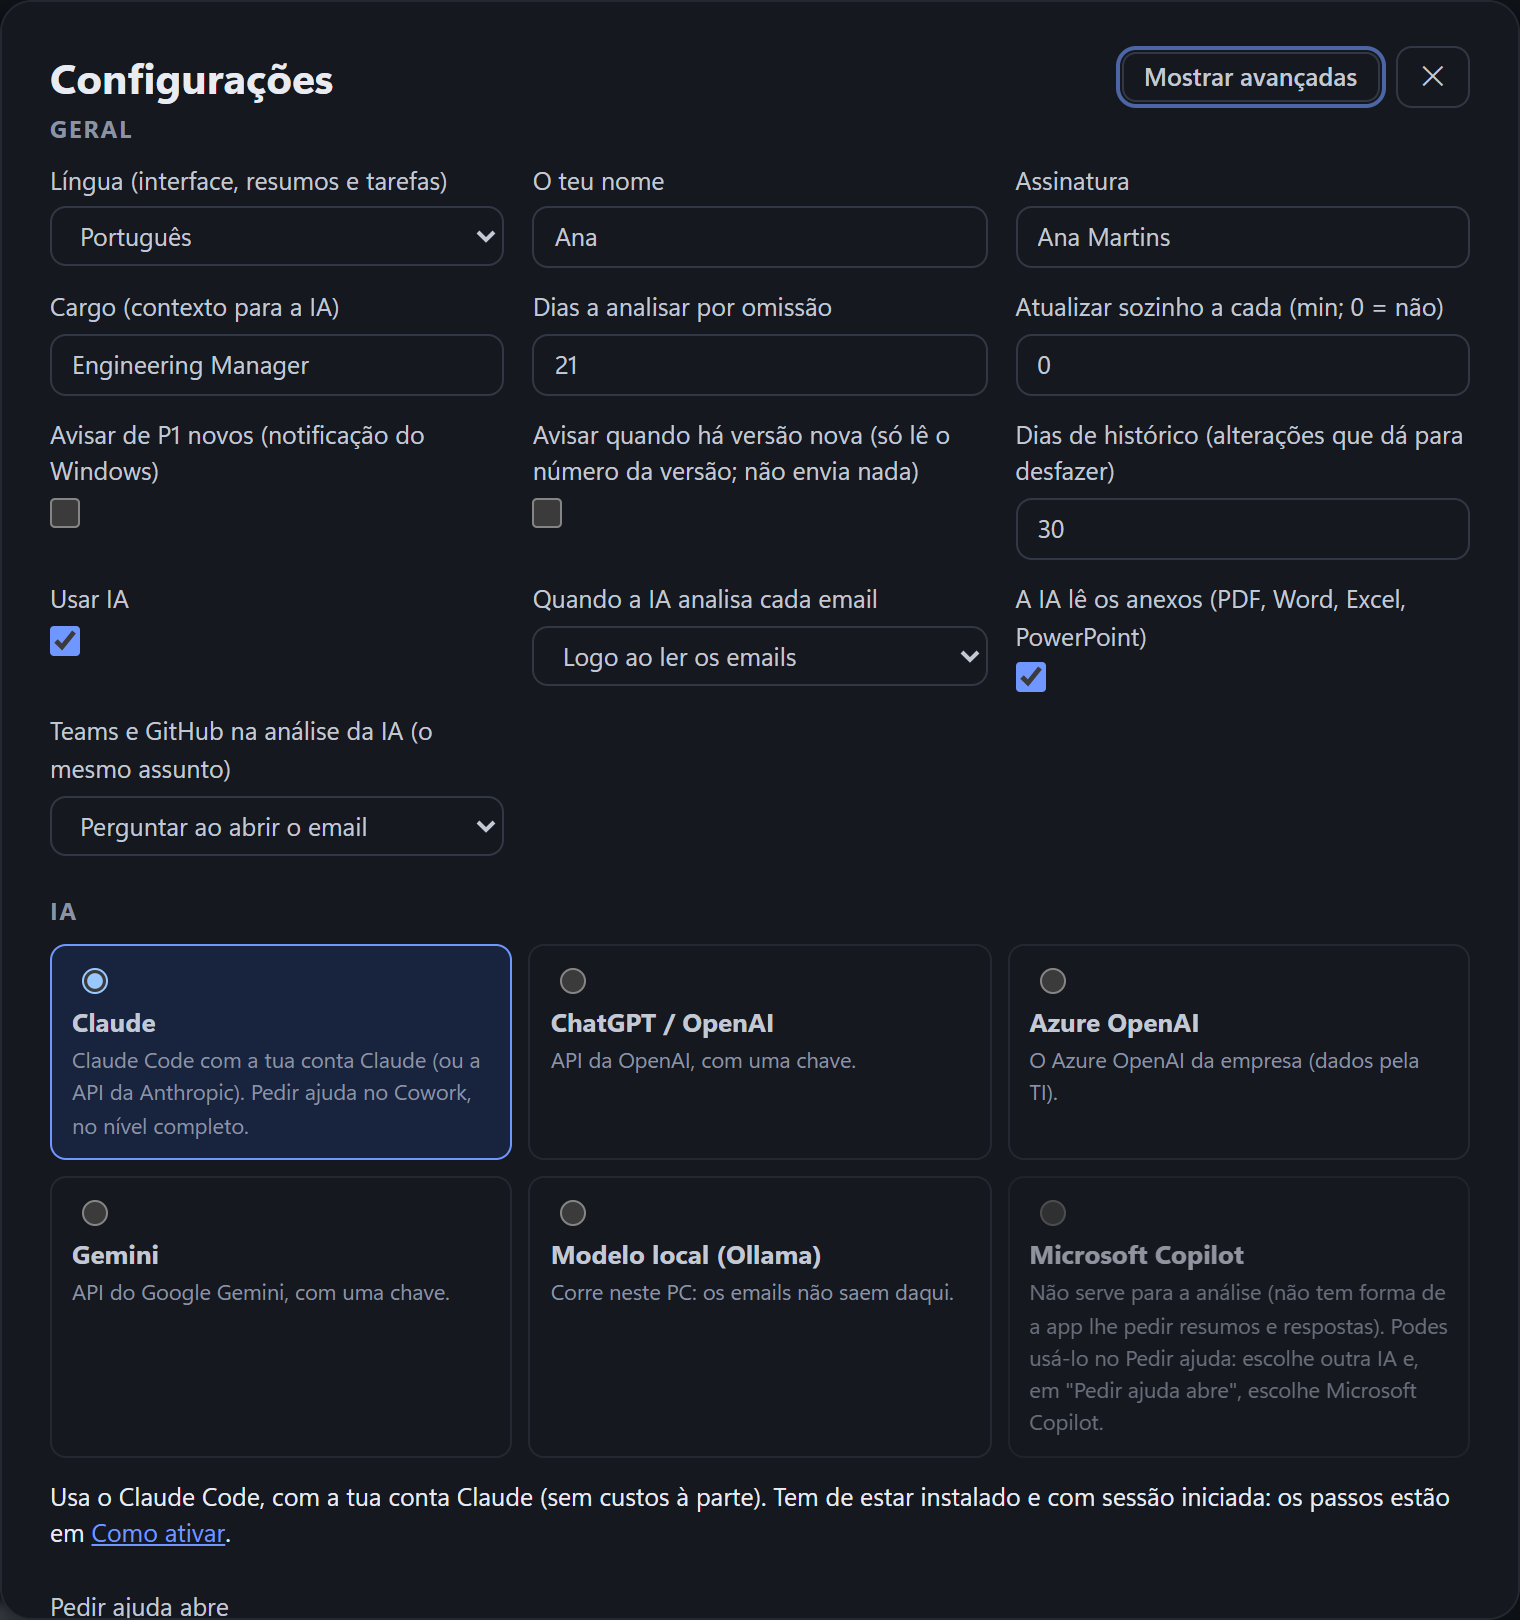 Configurações
Mostrar avançadas
GERAL
Língua (interface, resumos e tarefas)
Português
O teu nome
Ana
Assinatura
Ana Martins
Cargo (contexto para a IA)
Engineering Manager
Dias a analisar por omissão
21
Atualizar sozinho a cada (min; 0 = não)
0
Avisar de P1 novos (notificação do
Windows)
Avisar quando há versão nova (só lê o
número da versão; não envia nada)
Dias de histórico (alterações que dá para
desfazer)
30
Usar IA
Quando a IA analisa cada email
Logo ao ler os emails
A IA lê os anexos (PDF, Word, Excel,
PowerPoint)
Teams e GitHub na análise da IA (o
mesmo assunto)
Perguntar ao abrir o email
IA
Claude
Claude Code com a tua conta Claude (ou a
API da Anthropic). Pedir ajuda no Cowork,
no nível completo.
ChatGPT / OpenAI
API da OpenAI, com uma chave.
Azure OpenAI
O Azure OpenAI da empresa (dados pela
TI).
Gemini
API do Google Gemini, com uma chave.
Modelo local (Ollama)
Corre neste PC: os emails não saem daqui.
Microsoft Copilot
Não serve para a análise (não tem forma de
a app lhe pedir resumos e respostas). Podes
usá-lo no Pedir ajuda: escolhe outra IA e,
em "Pedir ajuda abre", escolhe Microsoft
Copilot.
Usa o Claude Code, com a tua conta Claude (sem custos à parte). Tem de estar instalado e com sessão iniciada: os passos estão
em Como ativar.
Pedir ajuda abre